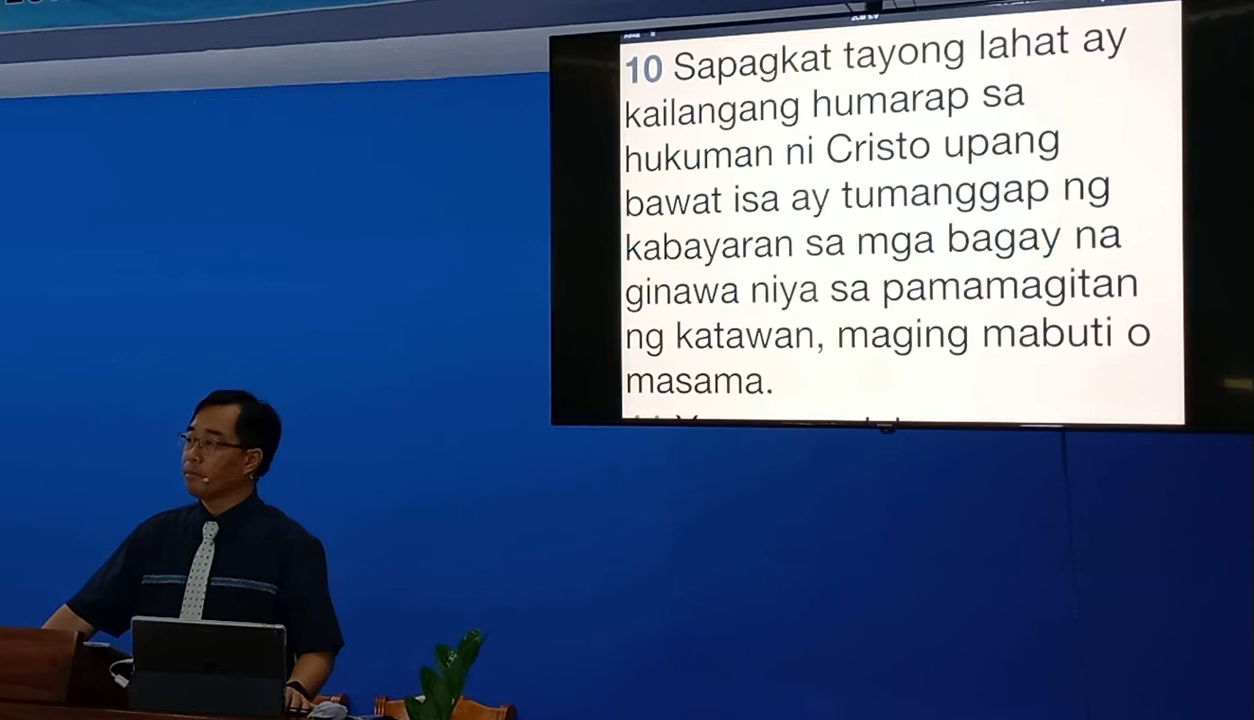 10 Sapagkat tayong lahat ay
kailangang humarap sa
hukuman ni Cristo upang
bawat isa ay tumanggap ng
kabayaran sa mga bagay na
ginawa niya sa pamamagitan
ng katawan, maging mabuti o
masama.